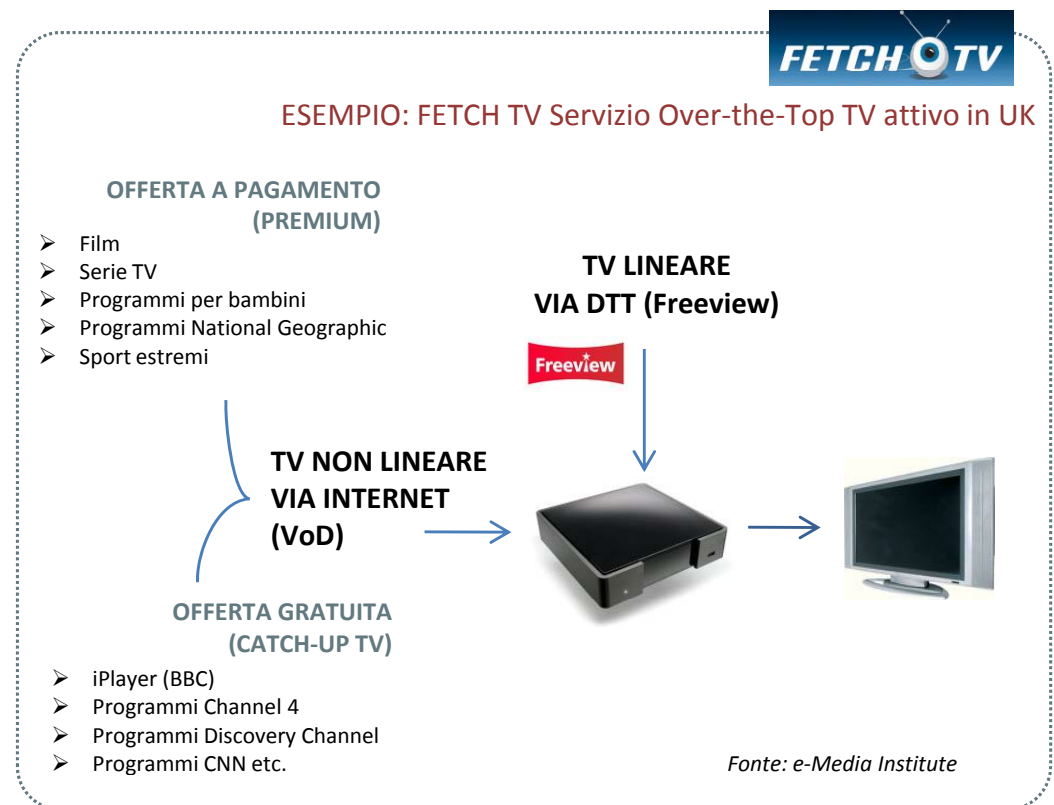 FETCH TV
ESEMPIO: FETCH TV Servizio Over-the-Top TV attivo in UK
OFFERTA A PAGAMENTO
(PREMIUM)
➢ Film
➢ Serie TV
➢ Programmi per bambini
➢ Programmi National Geographic
➢ Sport estremi
TV LINEARE
VIA DTT (Freeview)
Freeview
TV NON LINEARE
VIA INTERNET
(VoD)
OFFERTA GRATUITA
(CATCH-UP TV)
➢ iPlayer (BBC)
➢ Programmi Channel 4
➢ Programmi Discovery Channel
➢ Programmi CNN etc.
Fonte: e-Media Institute